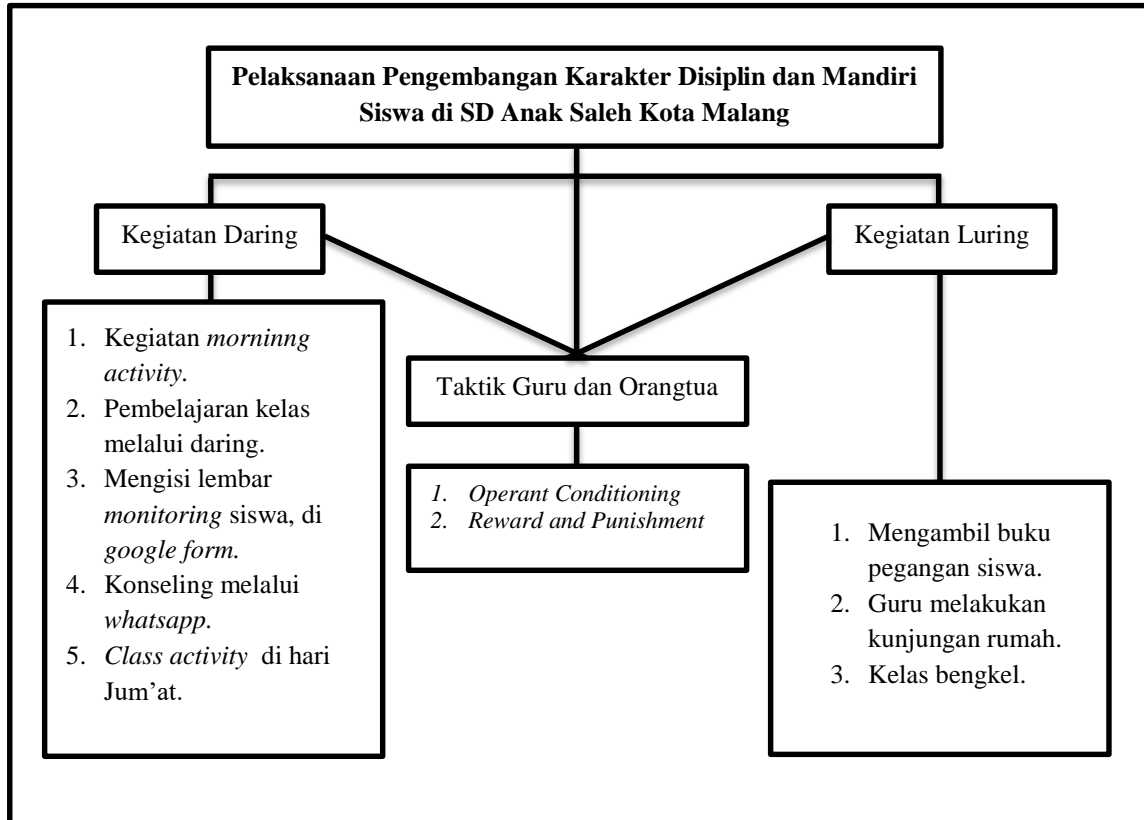 Pelaksanaan Pengembangan Karakter Disiplin dan Mandiri
Siswa di SD Anak Saleh Kota Malang
Kegiatan Daring
Kegiatan Luring
1. Kegiatan morninng
activity.
2. Pembelajaran kelas
melalui daring.
3. Mengisi lembar
monitoring siswa, di
google form.
4. Konseling melalui
whatsapp.
5. Class activity di hari
Jum’at.
Taktik Guru dan Orangtua
1. Operant Conditioning
2. Reward and Punishment
1. Mengambil buku
pegangan siswa.
2. Guru melakukan
kunjungan rumah.
3. Kelas bengkel.